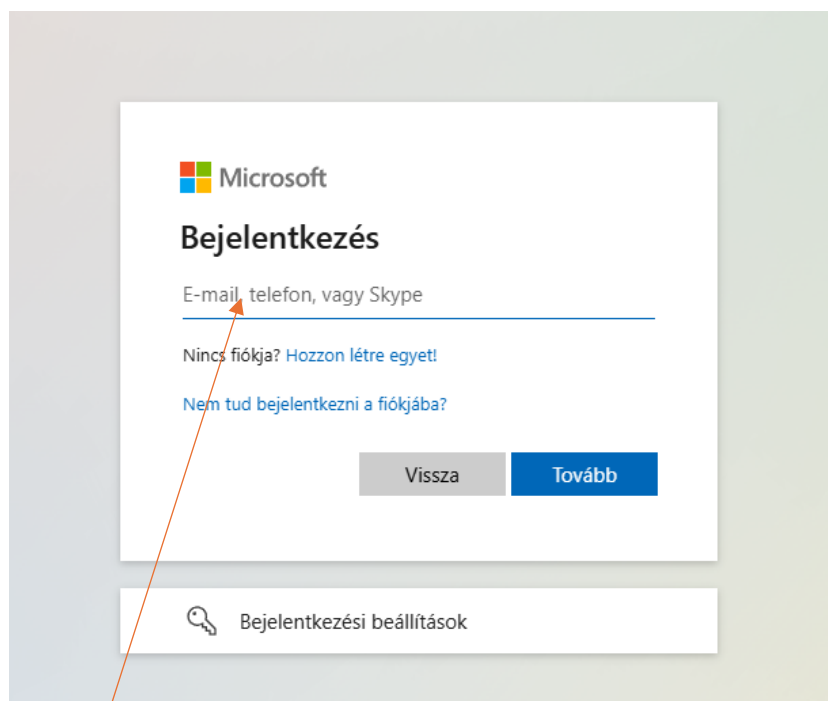 Microsoft
Bejelentkezés
E-mail, telefon, vagy Skype
Nincs fiókja? Hozzon létre egyet!
Nem tud bejelentkezni a fiókjába?
Vissza Tovább
Bejelentkezési beállítások